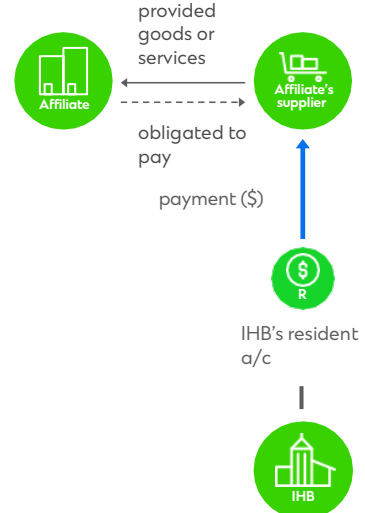 provided
goods or
services
Affiliate
Affiliate's
supplier
obligated to
pay
payment ($)
$
R
IHB's resident
a/c
IHB